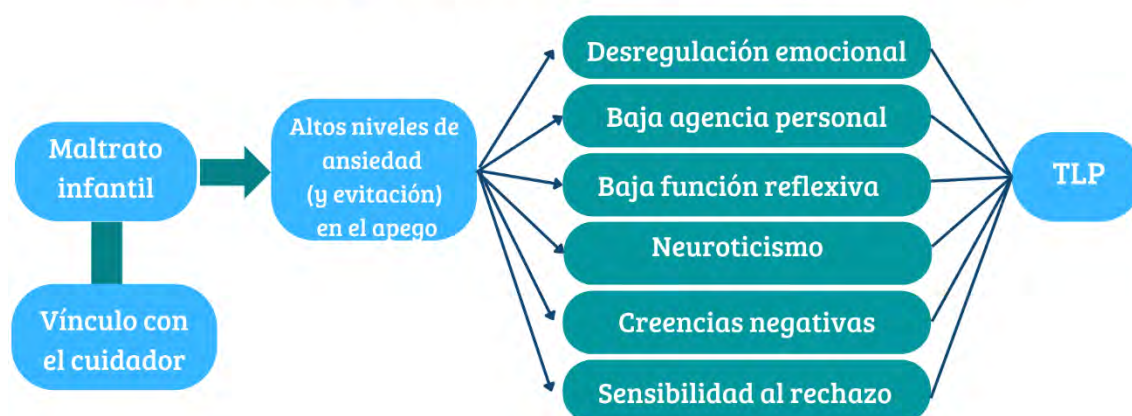 Maltrato
infantil
Vínculo con
el cuidador
Altos niveles de
ansiedad
(y evitación)
en el apego
Desregulación emocional
Baja agencia personal
Baja función reflexiva
Neuroticismo
Creencias negativas
Sensibilidad al rechazo
TLP